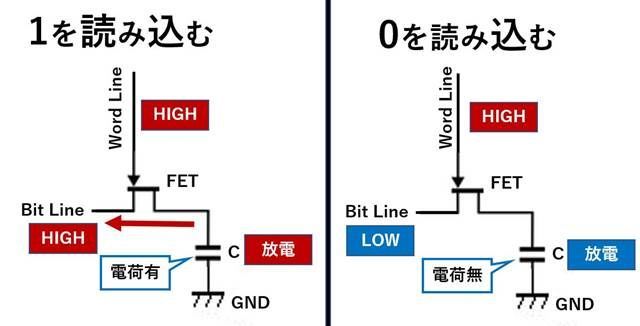 1を読み込む
Word Line
HIGH
FET
Bit Line
HIGH
C
放電
電荷有
GND
0を読み込む
Word Line
HIGH
FET
Bit Line
LOW
C
放電
電荷無
GND